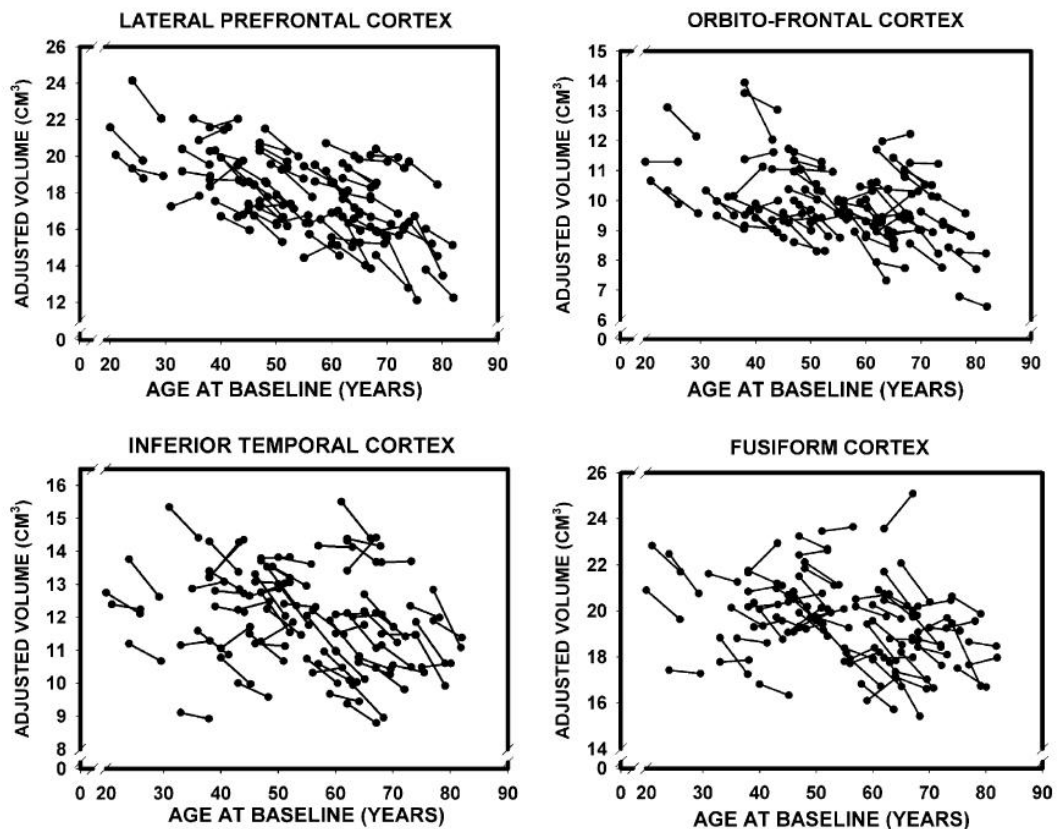 LATERAL PREFRONTAL CORTEX
ADJUSTED VOLUME (CM³)
26
24
22
20
18
16
14
12
0
0 20 30 40 50 60 70 80 90
AGE AT BASELINE (YEARS)
ORBITO-FRONTAL CORTEX
ADJUSTED VOLUME (CM³)
15
14
13
12
11
10
9
8
7
6
0
0 20 30 40 50 60 70 80 90
AGE AT BASELINE (YEARS)
INFERIOR TEMPORAL CORTEX
ADJUSTED VOLUME (CM³)
16
15
14
13
12
11
10
9
8
0
0 20 30 40 50 60 70 80 90
AGE AT BASELINE (YEARS)
FUSIFORM CORTEX
ADJUSTED VOLUME (CM³)
26
24
22
20
18
16
14
0
0 20 30 40 50 60 70 80 90
AGE AT BASELINE (YEARS)